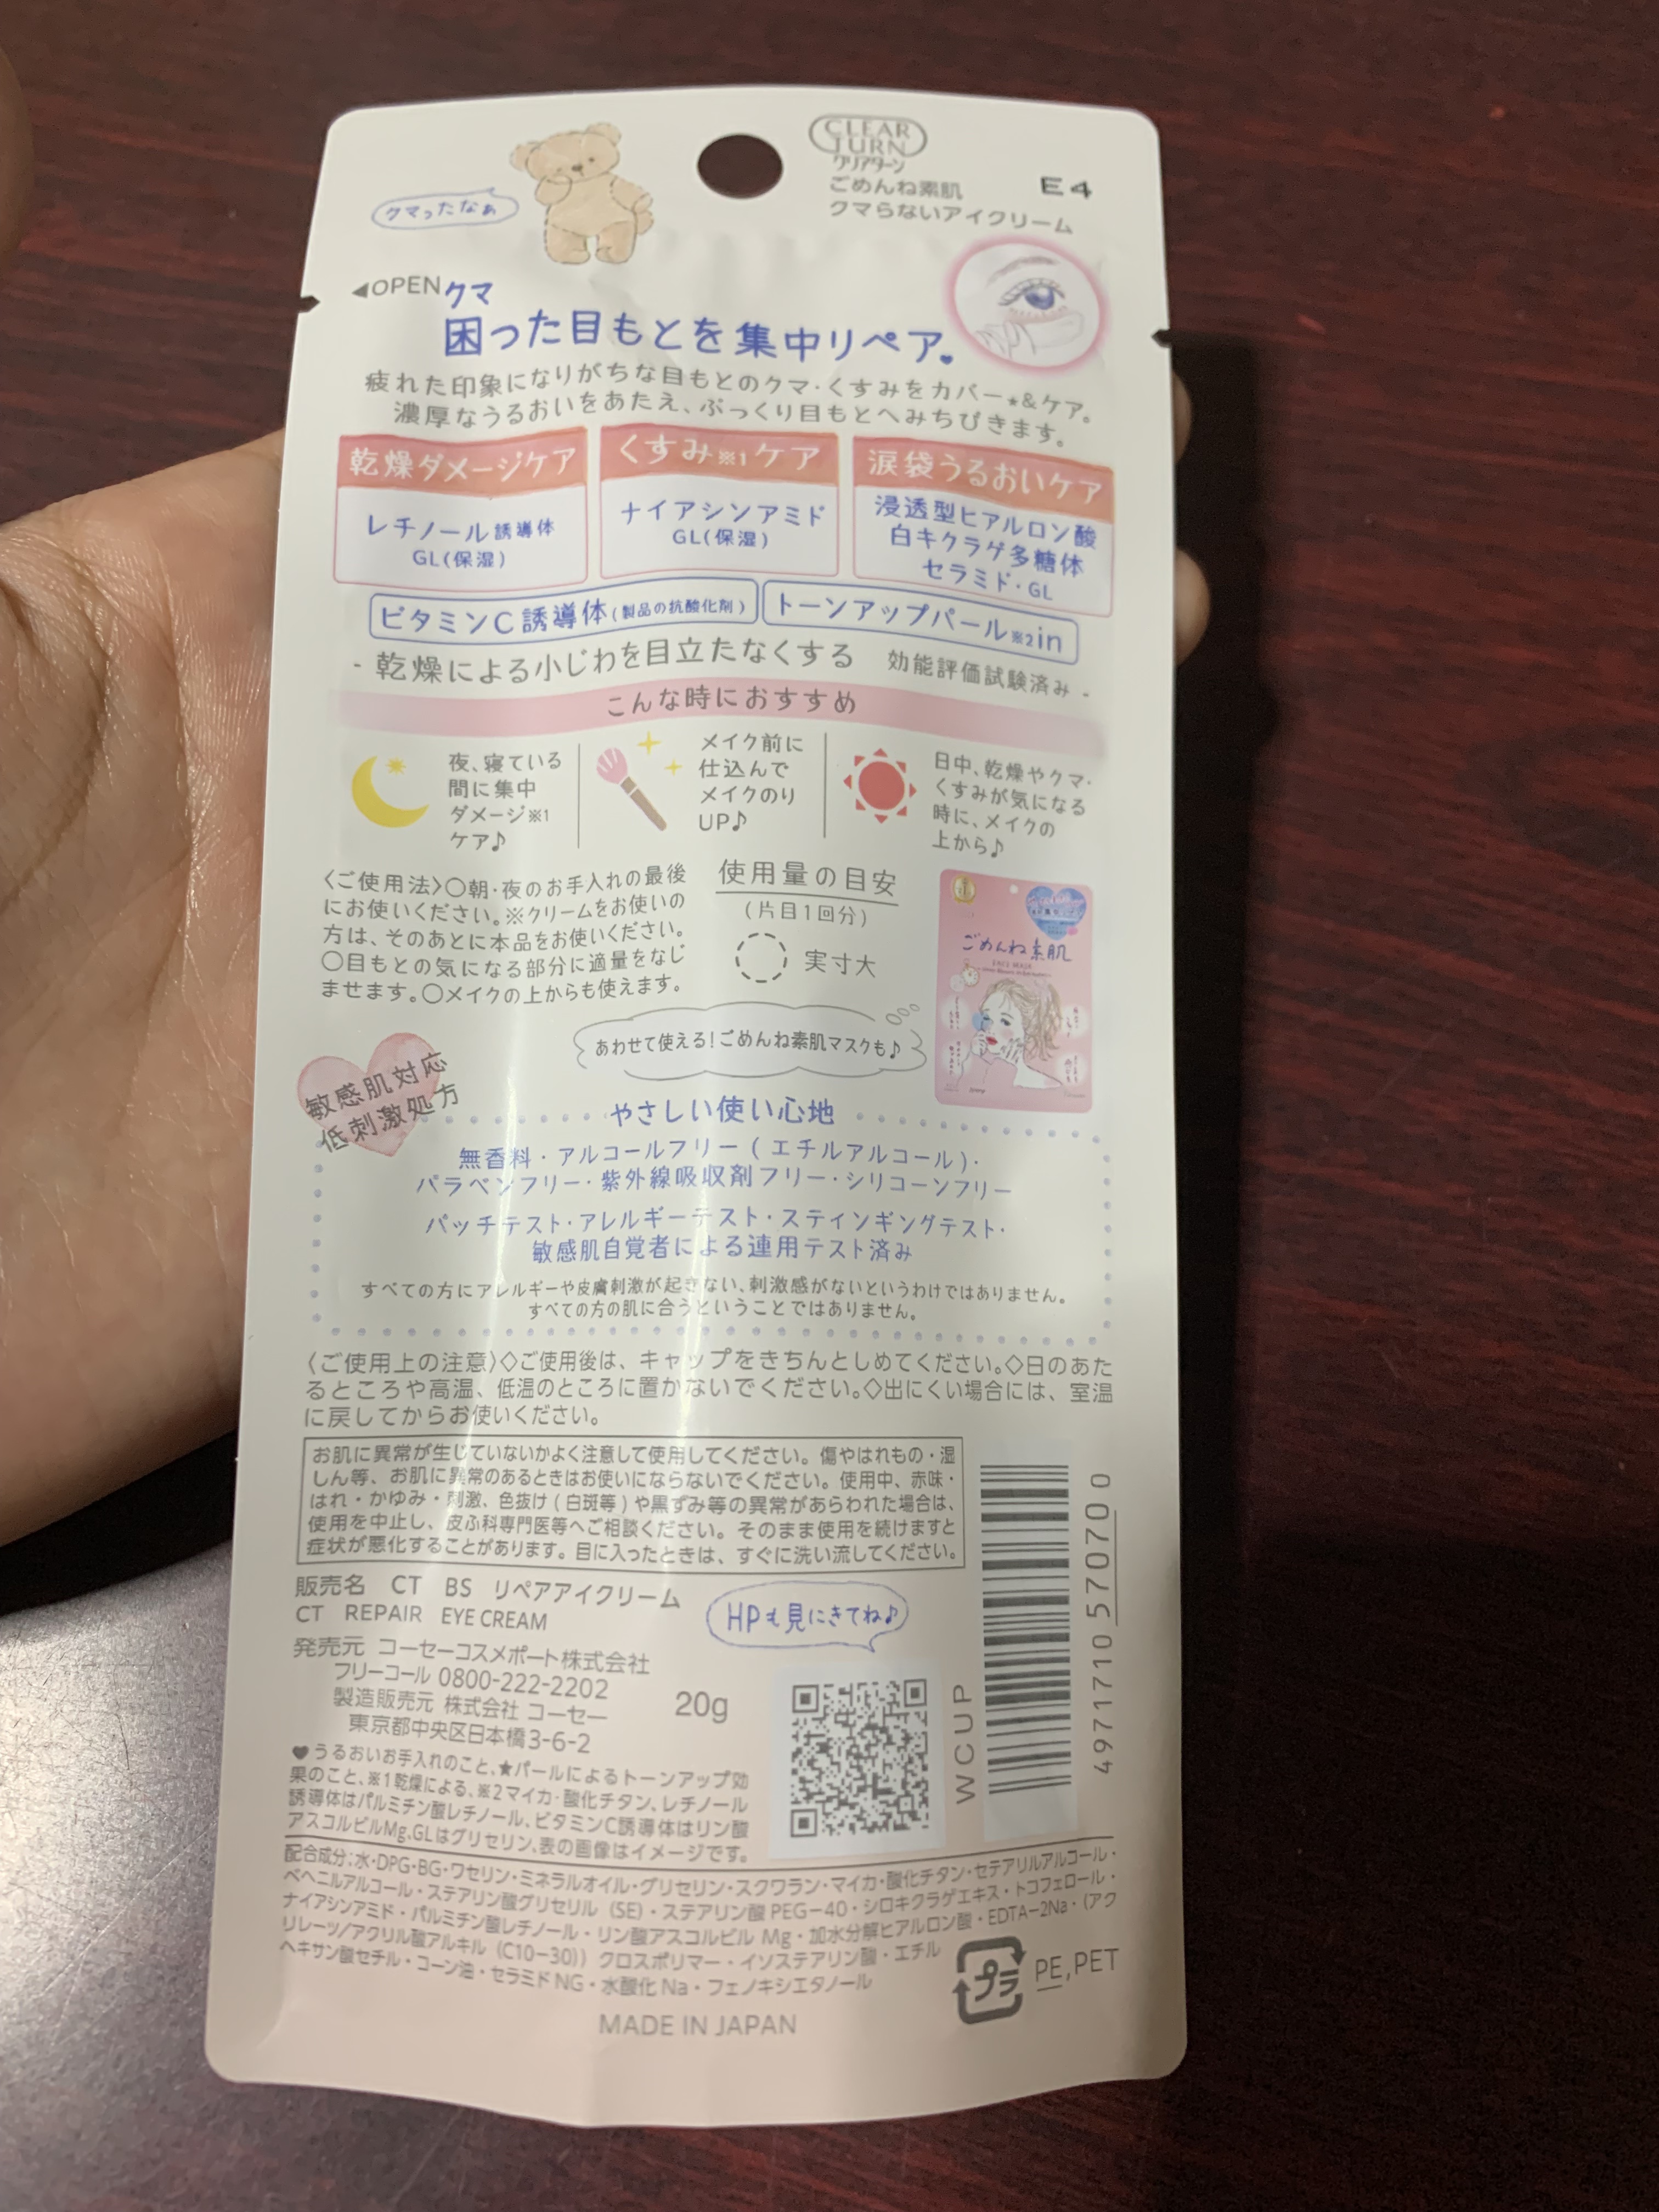 CLEAR
TURN
クリアターン
ごめんね素肌
クマらないアイクリーム
E4
クマったなぁ
◀OPEN
クマ
困った目もとを集中リペア♥
疲れた印象になりがちな目もとのクマ・くすみをカバー★&ケア。
濃厚なうるおいをあたえ、ぷっくり目もとへみちびきます。
乾燥ダメージケア
レチノール誘導体
GL(保湿)
くすみ※1ケア
ナイアシンアミド
GL(保湿)
涙袋うるおいケア
浸透型ヒアルロン酸
白キクラゲ多糖体
セラミド・GL
ビタミンC誘導体(製品の抗酸化剤)
トーンアップパール※2in
- 乾燥による小じわを目立たなくする 効能評価試験済み -
こんな時におすすめ
夜、寝ている
間に集中
ダメージ※1
ケア♪
メイク前に
仕込んで
メイクのり
UP♪
日中、乾燥やクマ・
くすみが気になる
時に、メイクの
上から♪
〈ご使用法〉○朝・夜のお手入れの最後
にお使いください。※クリームをお使いの
方は、そのあとに本品をお使いください。
○目もとの気になる部分に適量をなじ
ませます。○メイクの上からも使えます。
使用量の目安
(片目1回分)
実寸大
ごめんね素肌
FACE MASK
あわせて使える!ごめんね素肌マスクも♪
敏感肌対応
低刺激処方
やさしい使い心地
無香料・アルコールフリー(エチルアルコール)・
パラベンフリー・紫外線吸収剤フリー・シリコーンフリー
パッチテスト・アレルギーテスト・スティンギングテスト・
敏感肌自覚者による連用テスト済み
すべての方にアレルギーや皮膚刺激が起きない、刺激感がないというわけではありません。
すべての方の肌に合うということではありません。
〈ご使用上の注意〉◇ご使用後は、キャップをきちんとしめてください。◇日のあた
るところや高温、低温のところに置かないでください。◇出にくい場合には、室温
に戻してからお使いください。
お肌に異常が生じていないかよく注意して使用してください。傷やはれもの・湿
しん等、お肌に異常のあるときはお使いにならないでください。使用中、赤味・
はれ・かゆみ・刺激、色抜け(白斑等)や黒ずみ等の異常があらわれた場合は、
使用を中止し、皮ふ科専門医等へご相談ください。そのまま使用を続けますと
症状が悪化することがあります。目に入ったときは、すぐに洗い流してください。
販売名 CT BS リペアアイクリーム
CT REPAIR EYE CREAM
発売元 コーセーコスメポート株式会社
フリーコール 0800-222-2202
製造販売元 株式会社 コーセー
東京都中央区日本橋3-6-2
20g
HPも見にきてね♪
WCUP
4971710 57070 0
♥うるおいお手入れのこと、★パールによるトーンアップ効
果のこと、※1乾燥による、※2マイカ・酸化チタン、レチノール
誘導体はパルミチン酸レチノール、ビタミンC誘導体はリン酸
アスコルビルMg、GLはグリセリン、表の画像はイメージです。
配合成分:水・DPG・BG・ワセリン・ミネラルオイル・グリセリン・スクワラン・マイカ・酸化チタン・セテアリルアルコール・
ベヘニルアルコール・ステアリン酸グリセリル(SE)・ステアリン酸PEG-40・シロキクラゲエキス・トコフェロール・
ナイアシンアミド・パルミチン酸レチノール・リン酸アスコルビル Mg・加水分解ヒアルロン酸・EDTA-2Na・(アク
リレーツ/アクリル酸アルキル(C10-30))クロスポリマー・イソステアリン酸・エチル
ヘキサン酸セチル・コーン油・セラミドNG・水酸化Na・フェノキシエタノール
プラ
PE,PET
MADE IN JAPAN